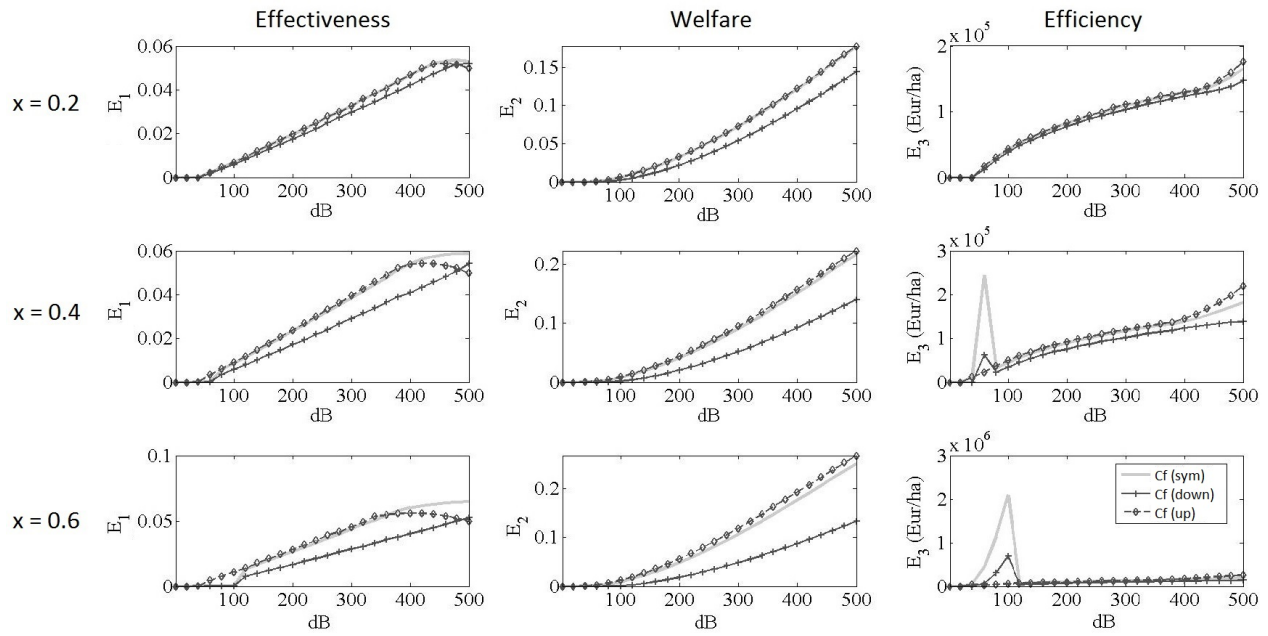 Effectiveness
Welfare
Efficiency
x = 0.2
E1
0.06
0.04
0.02
0
100 200 300 400 500
dB
E2
0.15
0.1
0.05
0
100 200 300 400 500
dB
E3 (Eur/ha)
x 10^5
2
1
0
100 200 300 400 500
dB
x = 0.4
E1
0.06
0.04
0.02
0
100 200 300 400 500
dB
E2
0.2
0.1
0
100 200 300 400 500
dB
E3 (Eur/ha)
x 10^5
3
2
1
0
100 200 300 400 500
dB
x = 0.6
E1
0.1
0.05
0
100 200 300 400 500
dB
E2
0.2
0.1
0
100 200 300 400 500
dB
E3 (Eur/ha)
x 10^6
3
2
1
0
100 200 300 400 500
dB
Cf (sym)
Cf (down)
Cf (up)